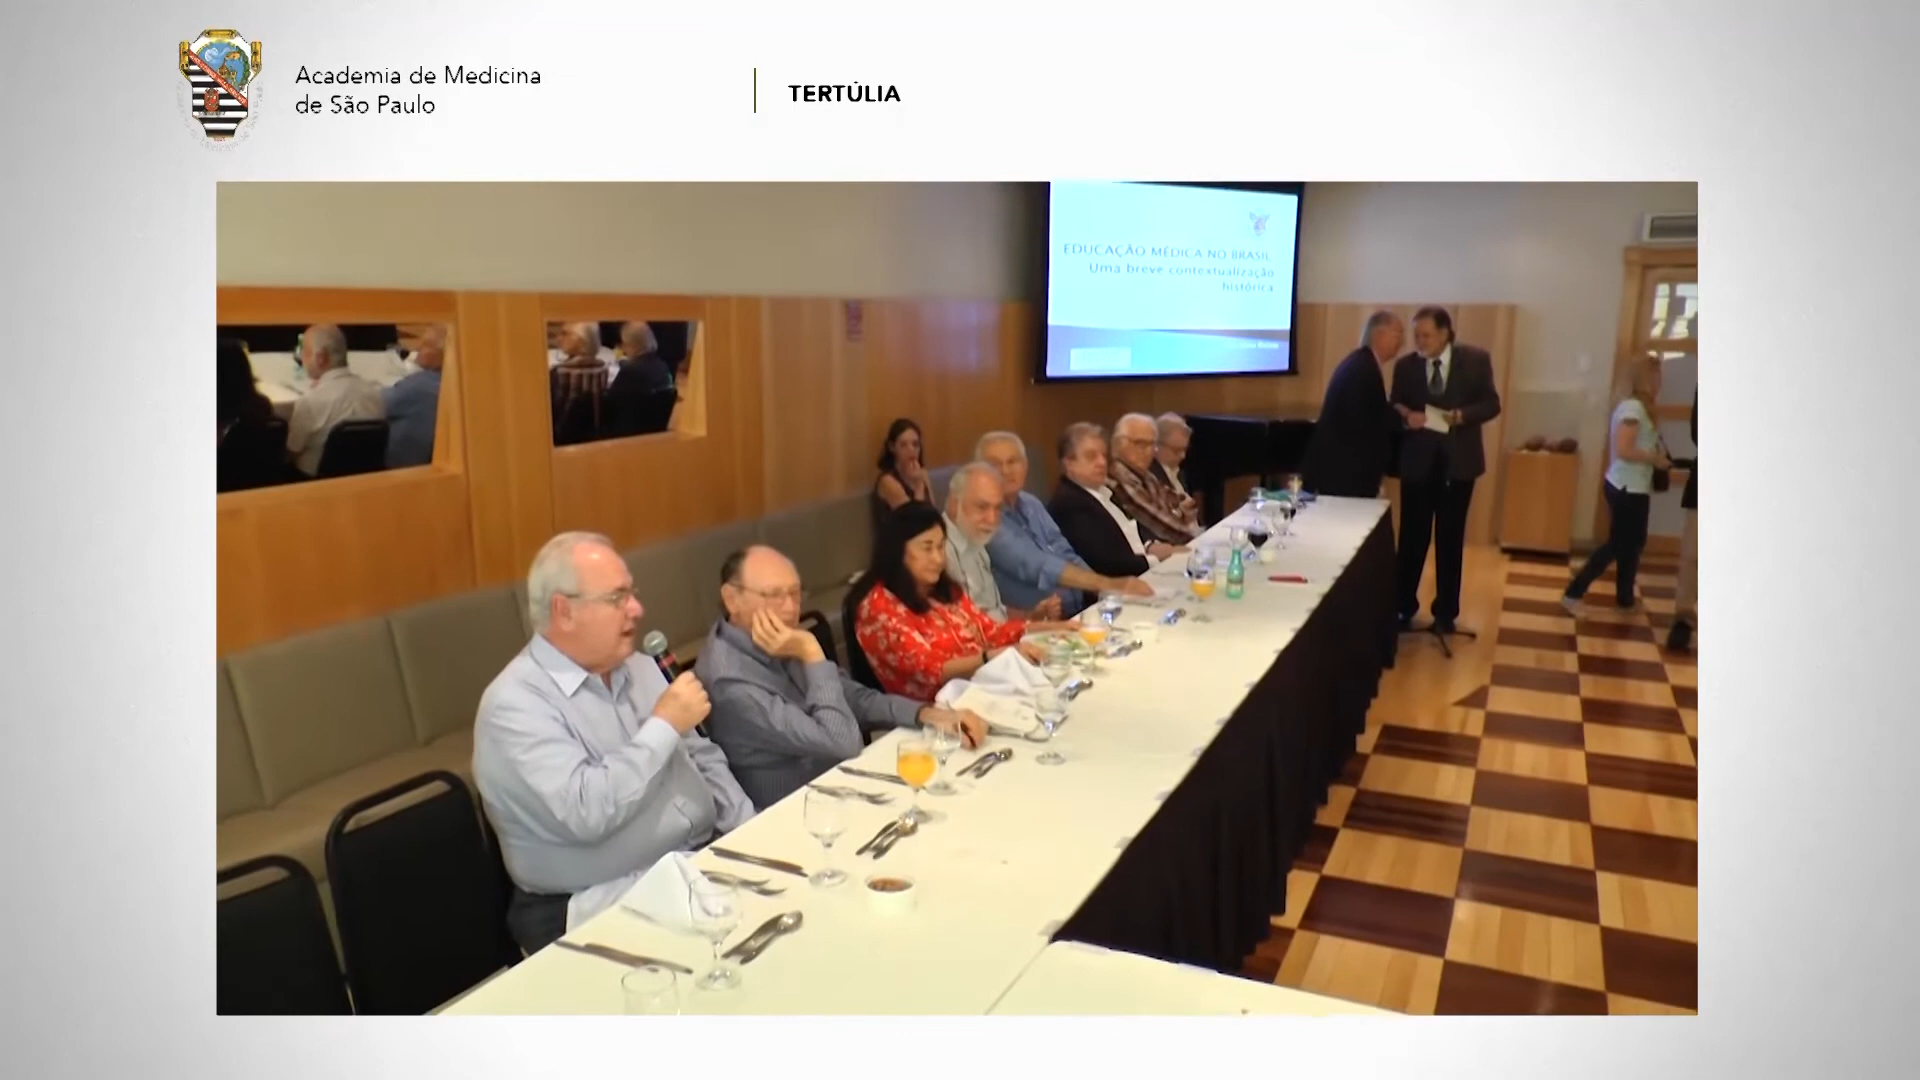 Academia de Medicina
de São Paulo
TERTÚLIA
EDUCAÇÃO MÉDICA NO BRASIL
Uma breve contextualização
histórica